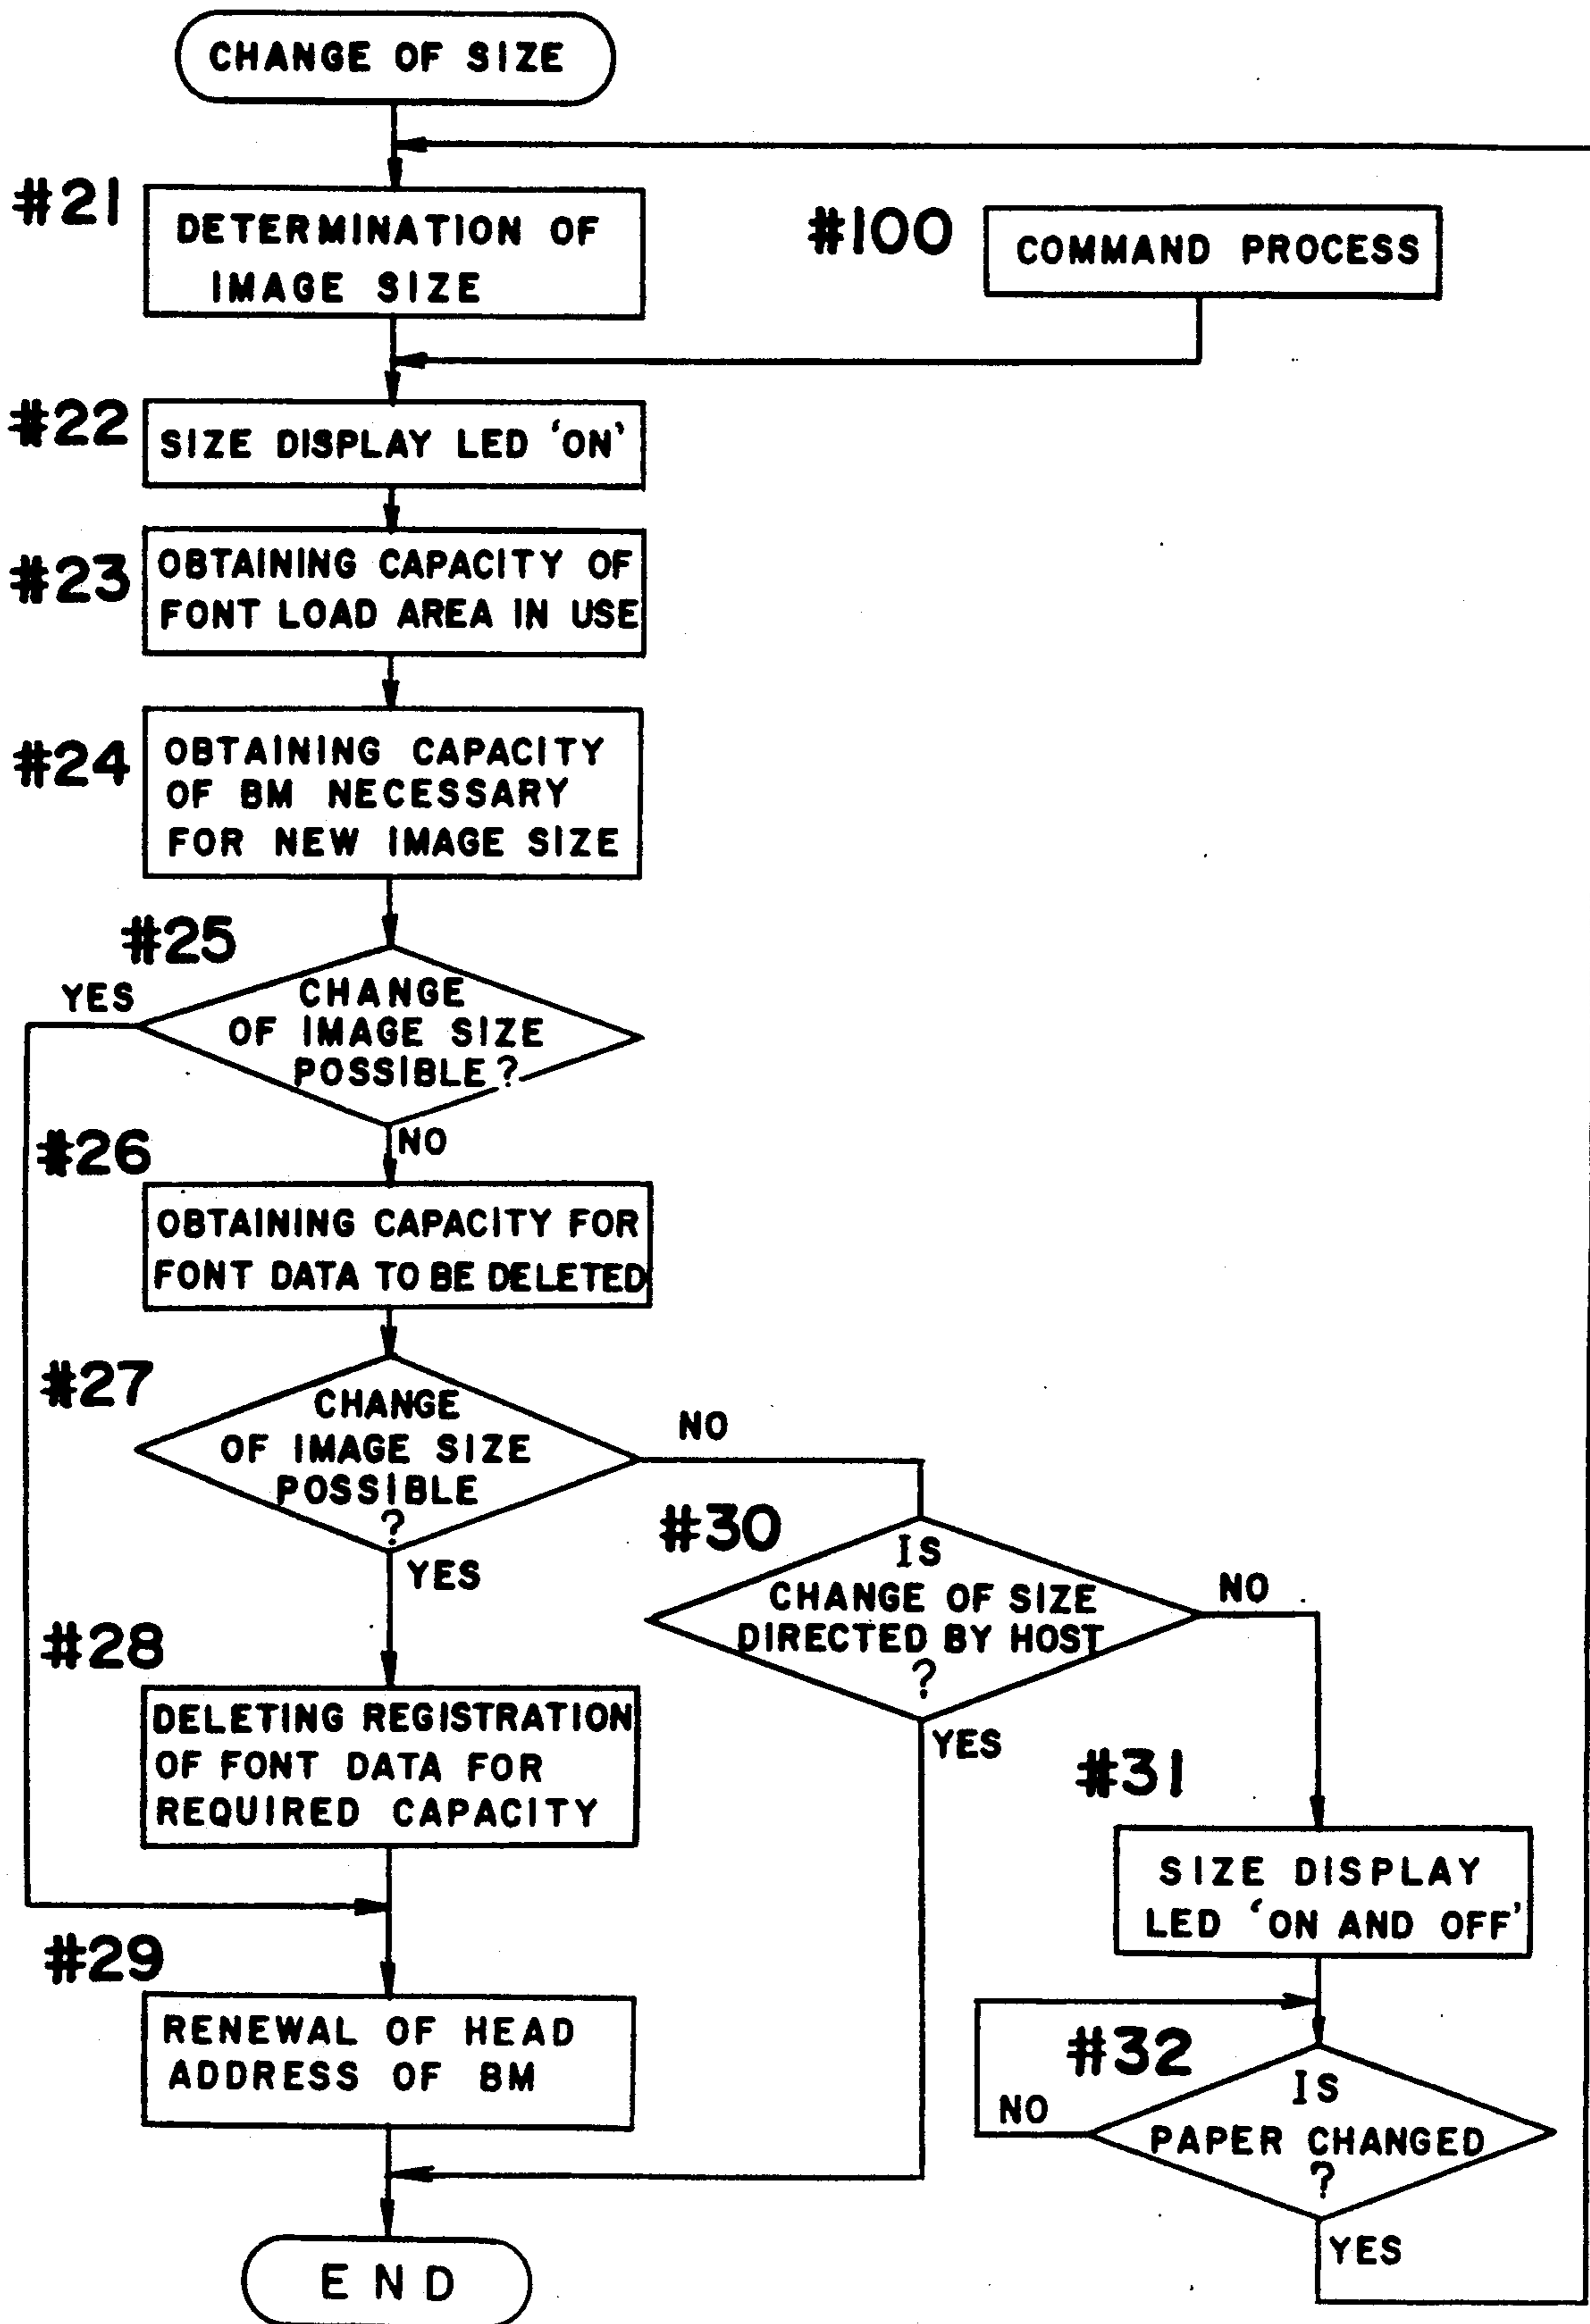 CHANGE OF SIZE
#21
DETERMINATION OF
IMAGE SIZE
#100
COMMAND PROCESS
#22
SIZE DISPLAY LED 'ON'
#23
OBTAINING CAPACITY OF
FONT LOAD AREA IN USE
#24
OBTAINING CAPACITY
OF BM NECESSARY
FOR NEW IMAGE SIZE
#25
YES
CHANGE
OF IMAGE SIZE
POSSIBLE?
NO
#26
OBTAINING CAPACITY FOR
FONT DATA TO BE DELETED
#27
CHANGE
OF IMAGE SIZE
POSSIBLE
?
NO
YES
#30
IS
CHANGE OF SIZE
DIRECTED BY HOST
?
NO
YES
#28
DELETING REGISTRATION
OF FONT DATA FOR
REQUIRED CAPACITY
#31
SIZE DISPLAY
LED 'ON AND OFF'
#29
RENEWAL OF HEAD
ADDRESS OF BM
#32
IS
PAPER CHANGED
?
NO
YES
END